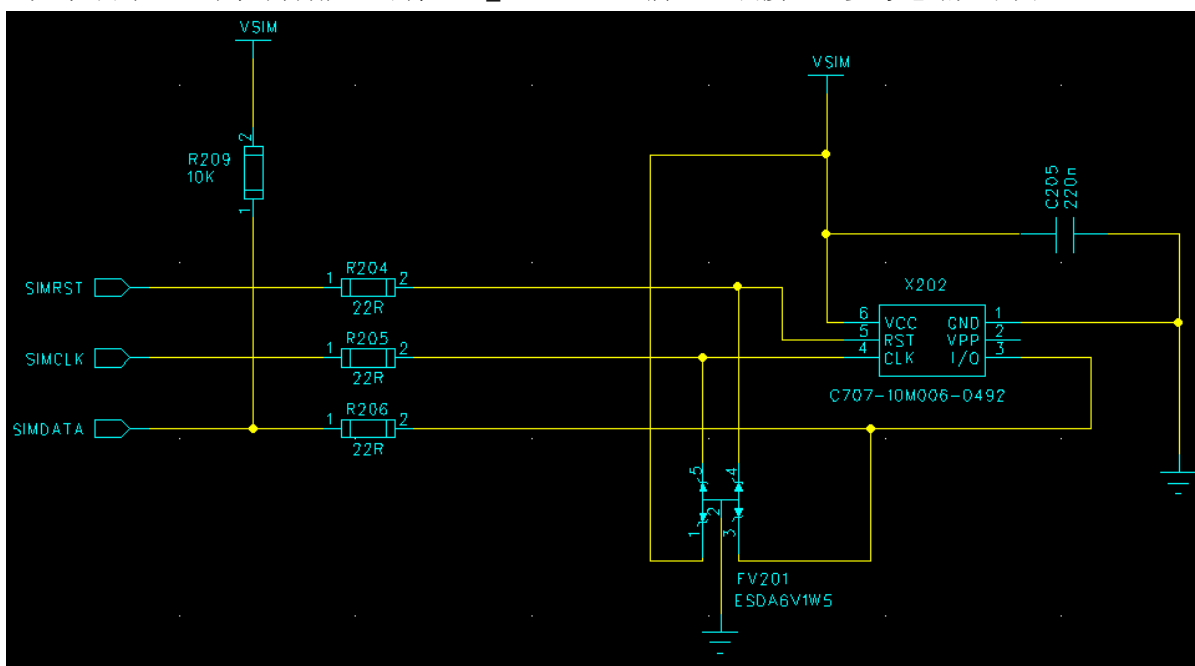 VSIM
VSIM
2
R209
10K
1
C205
220n
SIMRST
1
R204
2
22R
X202
6
VCC
GND
1
5
RST
VPP
2
4
CLK
I/O
3
SIMCLK
1
R205
2
22R
C707-10M006-0492
SIMDATA
1
R206
2
22R
5
4
1
2
3
FV201
ESDA6V1W5